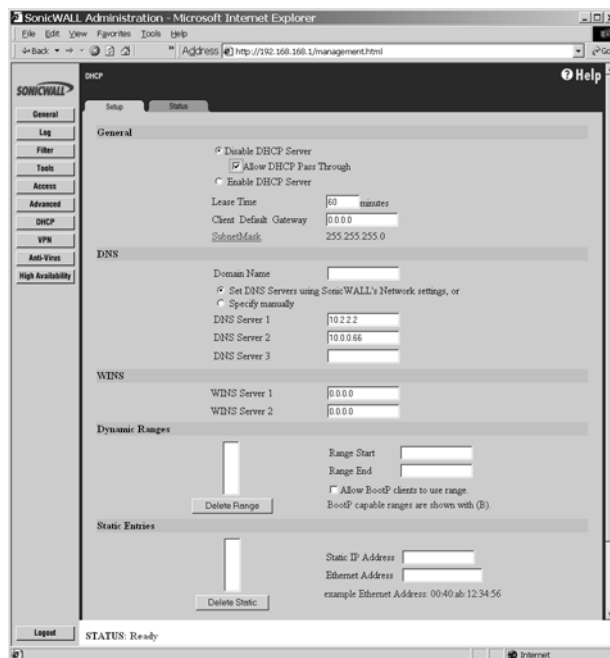 SonicWALL Administration - Microsoft Internet Explorer
File Edit View Favorites Tools Help
Back » Address http://192.168.168.1/management.html Go
SONICWALL
DHCP
Help
Setup Status
General
Log
Filter
Tools
Access
Advanced
DHCP
VPN
Anti-Virus
High Availability
Logout
General
Disable DHCP Server
Allow DHCP Pass Through
Enable DHCP Server
Lease Time 60 minutes
Client Default Gateway 0.0.0.0
SubnetMask 255.255.255.0
DNS
Domain Name
Set DNS Servers using SonicWALL's Network settings, or
Specify manually
DNS Server 1 10.2.2.2
DNS Server 2 10.0.0.66
DNS Server 3
WINS
WINS Server 1 0.0.0.0
WINS Server 2 0.0.0.0
Dynamic Ranges
Range Start
Range End
Allow BootP clients to use range.
Delete Range
BootP capable ranges are shown with (B).
Static Entries
Static IP Address
Ethernet Address
Delete Static
example Ethernet Address: 00:40:ab:12:34:56
STATUS: Ready
Internet